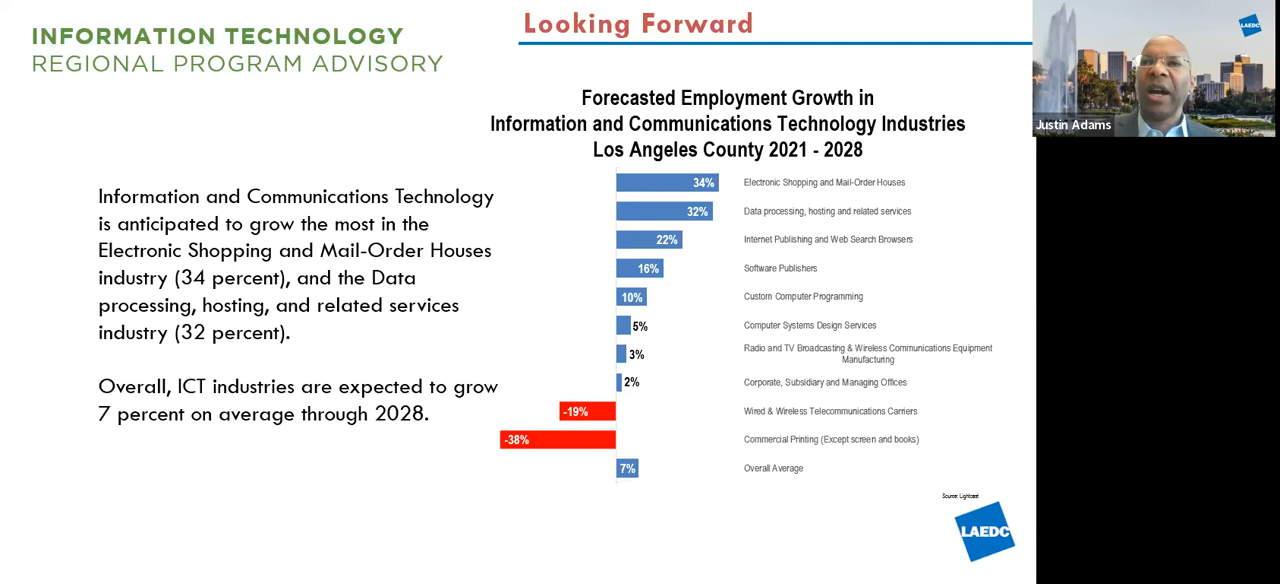 INFORMATION TECHNOLOGY
REGIONAL PROGRAM ADVISORY
Looking Forward
LAEDC
Justin Adams
Forecasted Employment Growth in
Information and Communications Technology Industries
Los Angeles County 2021 - 2028
Information and Communications Technology
is anticipated to grow the most in the
Electronic Shopping and Mail-Order Houses
industry (34 percent), and the Data
processing, hosting, and related services
industry (32 percent).
Overall, ICT industries are expected to grow
7 percent on average through 2028.
34% Electronic Shopping and Mail-Order Houses
32% Data processing, hosting and related services
22% Internet Publishing and Web Search Browsers
16% Software Publishers
10% Custom Computer Programming
5% Computer Systems Design Services
3% Radio and TV Broadcasting & Wireless Communications Equipment
Manufacturing
2% Corporate, Subsidiary and Managing Offices
-19% Wired & Wireless Telecommunications Carriers
-38% Commercial Printing (Except screen and books)
7% Overall Average
Source: Lightcast
LAEDC